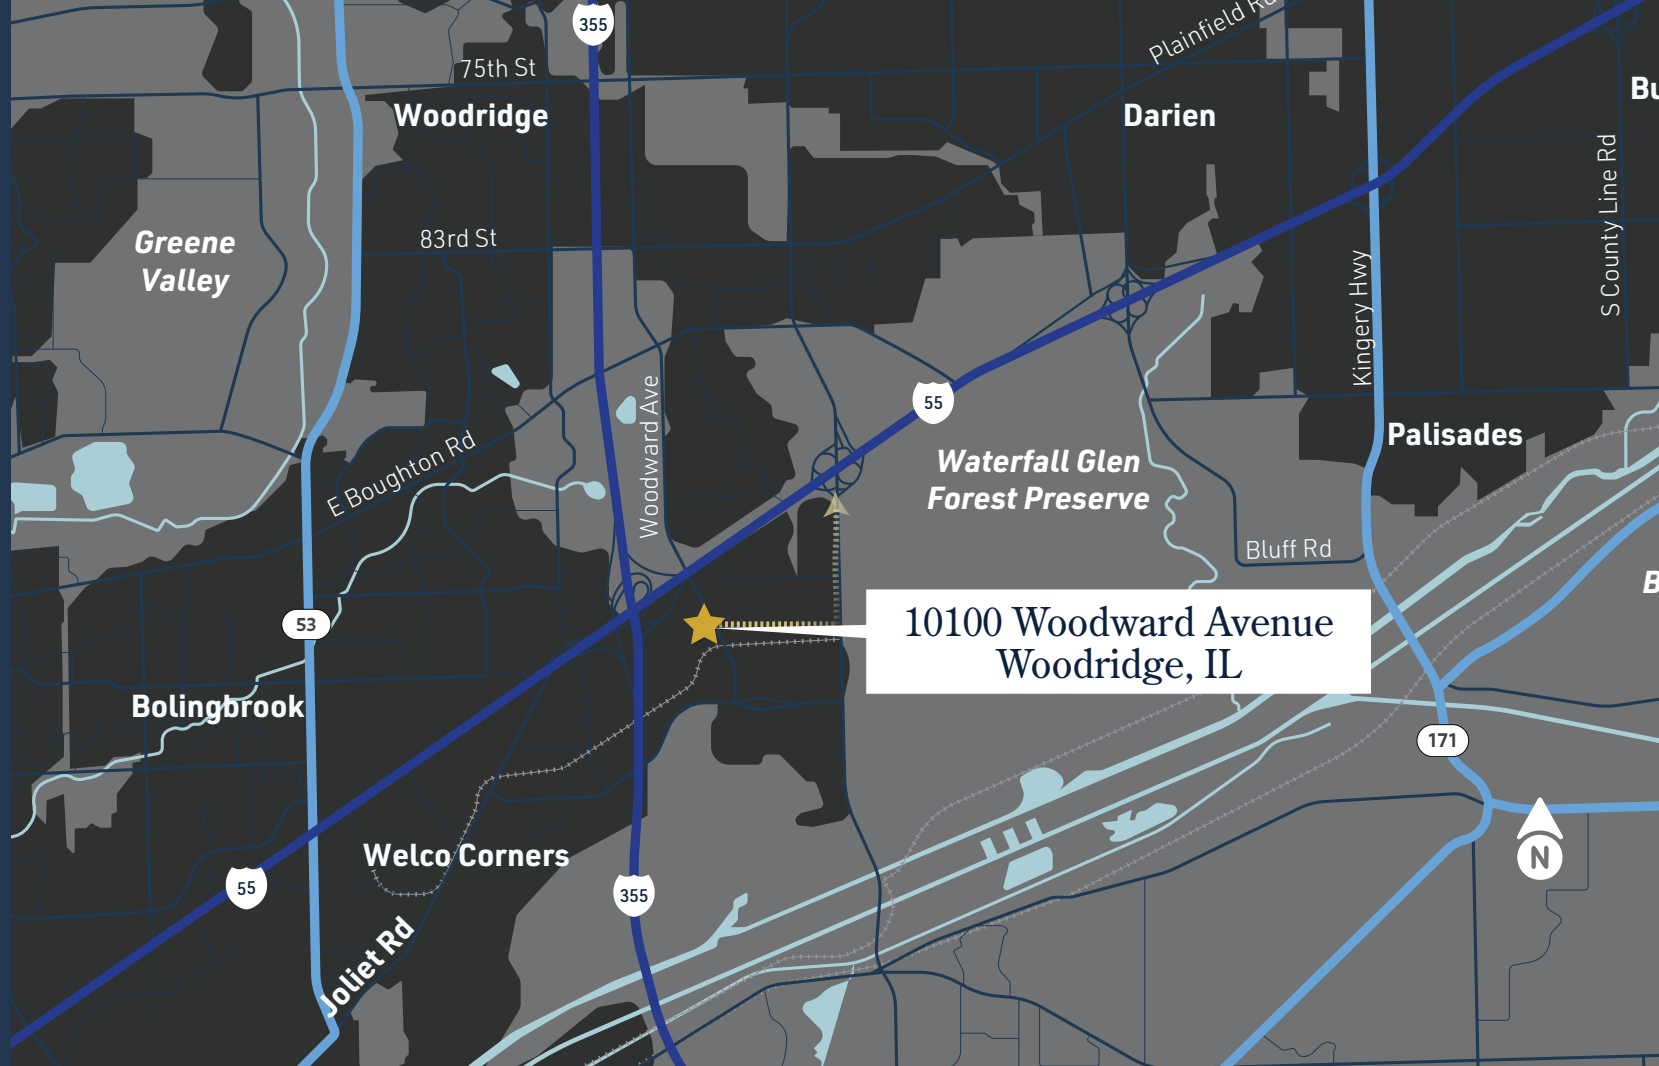 355
Plainfield Rd
75th St
Woodridge
Darien
Bu
S County Line Rd
83rd St
Greene
Valley
Kingery Hwy
55
Woodward Ave
E Boughton Rd
Palisades
Waterfall Glen
Forest Preserve
Bluff Rd
B
53
10100 Woodward Avenue
Woodridge, IL
Bolingbrook
171
Welco Corners
N
55
355
Joliet Rd